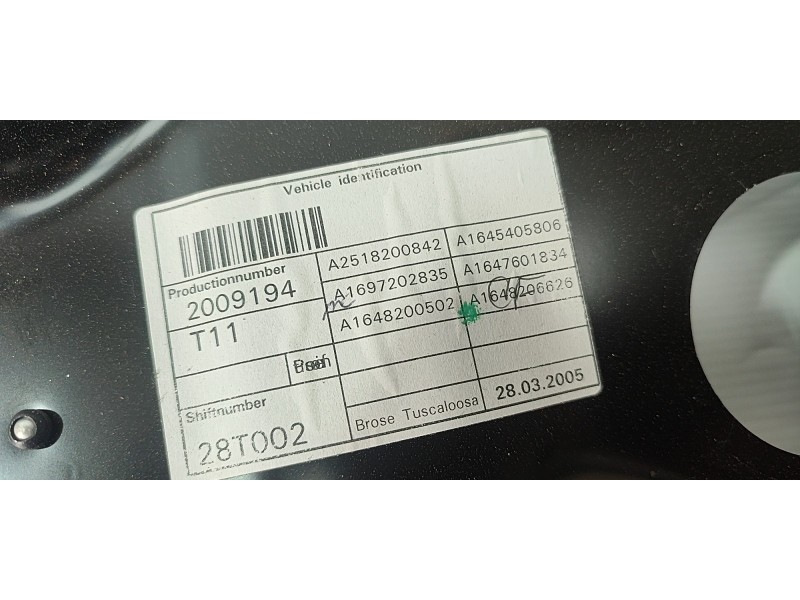 Vehicle identification
Productionnumber
2009194
T11
A2518200842 A1645405806
A1697202835 A1647601834
A1648200502 A1648206626
Shiftnumber
28T002
Brose Tuscaloosa 28.03.2005